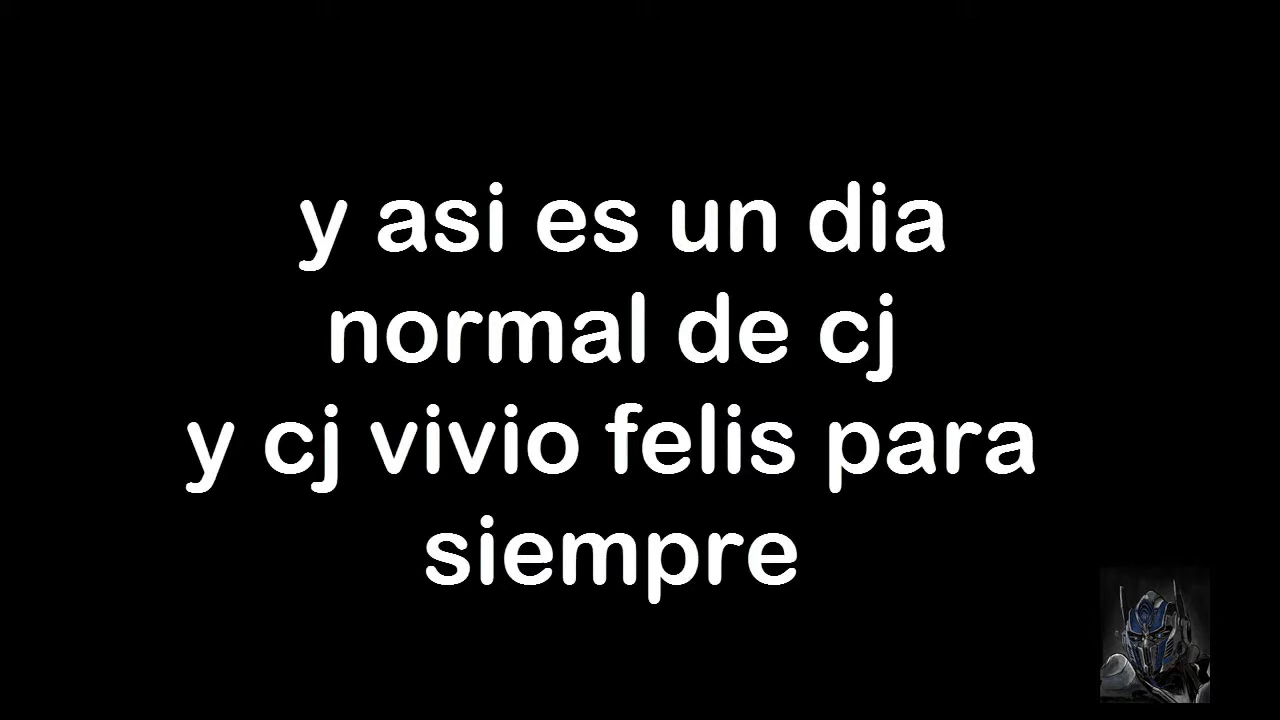 y asi es un dia
normal de cj
y cj vivio felis para
siempre